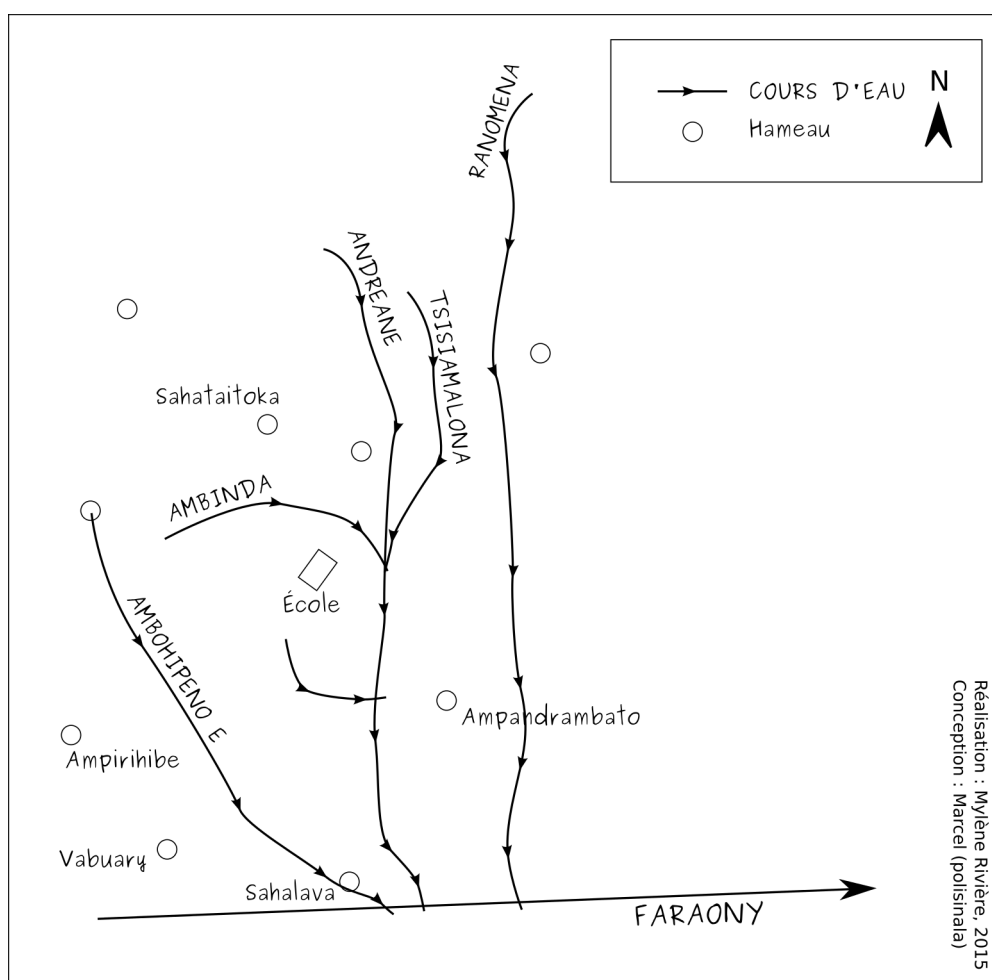 RANOMENA
COURS D'EAU
N
Hameau
ANDREANE
TSISIAMALONA
Sahataitoka
AMBINDA
École
AMBOHIPENO E
Ampandrambato
Ampirihibe
Vabuary
Sahalava
FARAONY
Réalisation : Mylène Rivière, 2015
Conception : Marcel (polisinala)